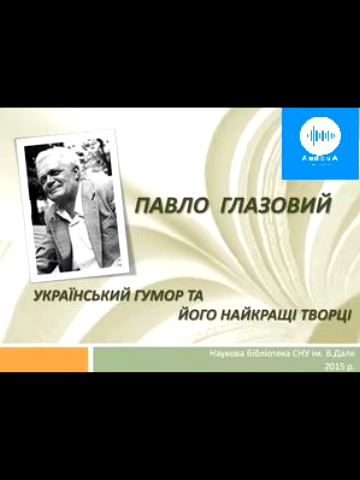 ПАВЛО ГЛАЗОВИЙ
УКРАЇНСЬКИЙ ГУМОР ТА
ЙОГО НАЙКРАЩІ ТВОРЦІ
Наукова бібліотека СНУ ім. В.Даля
2015 р.